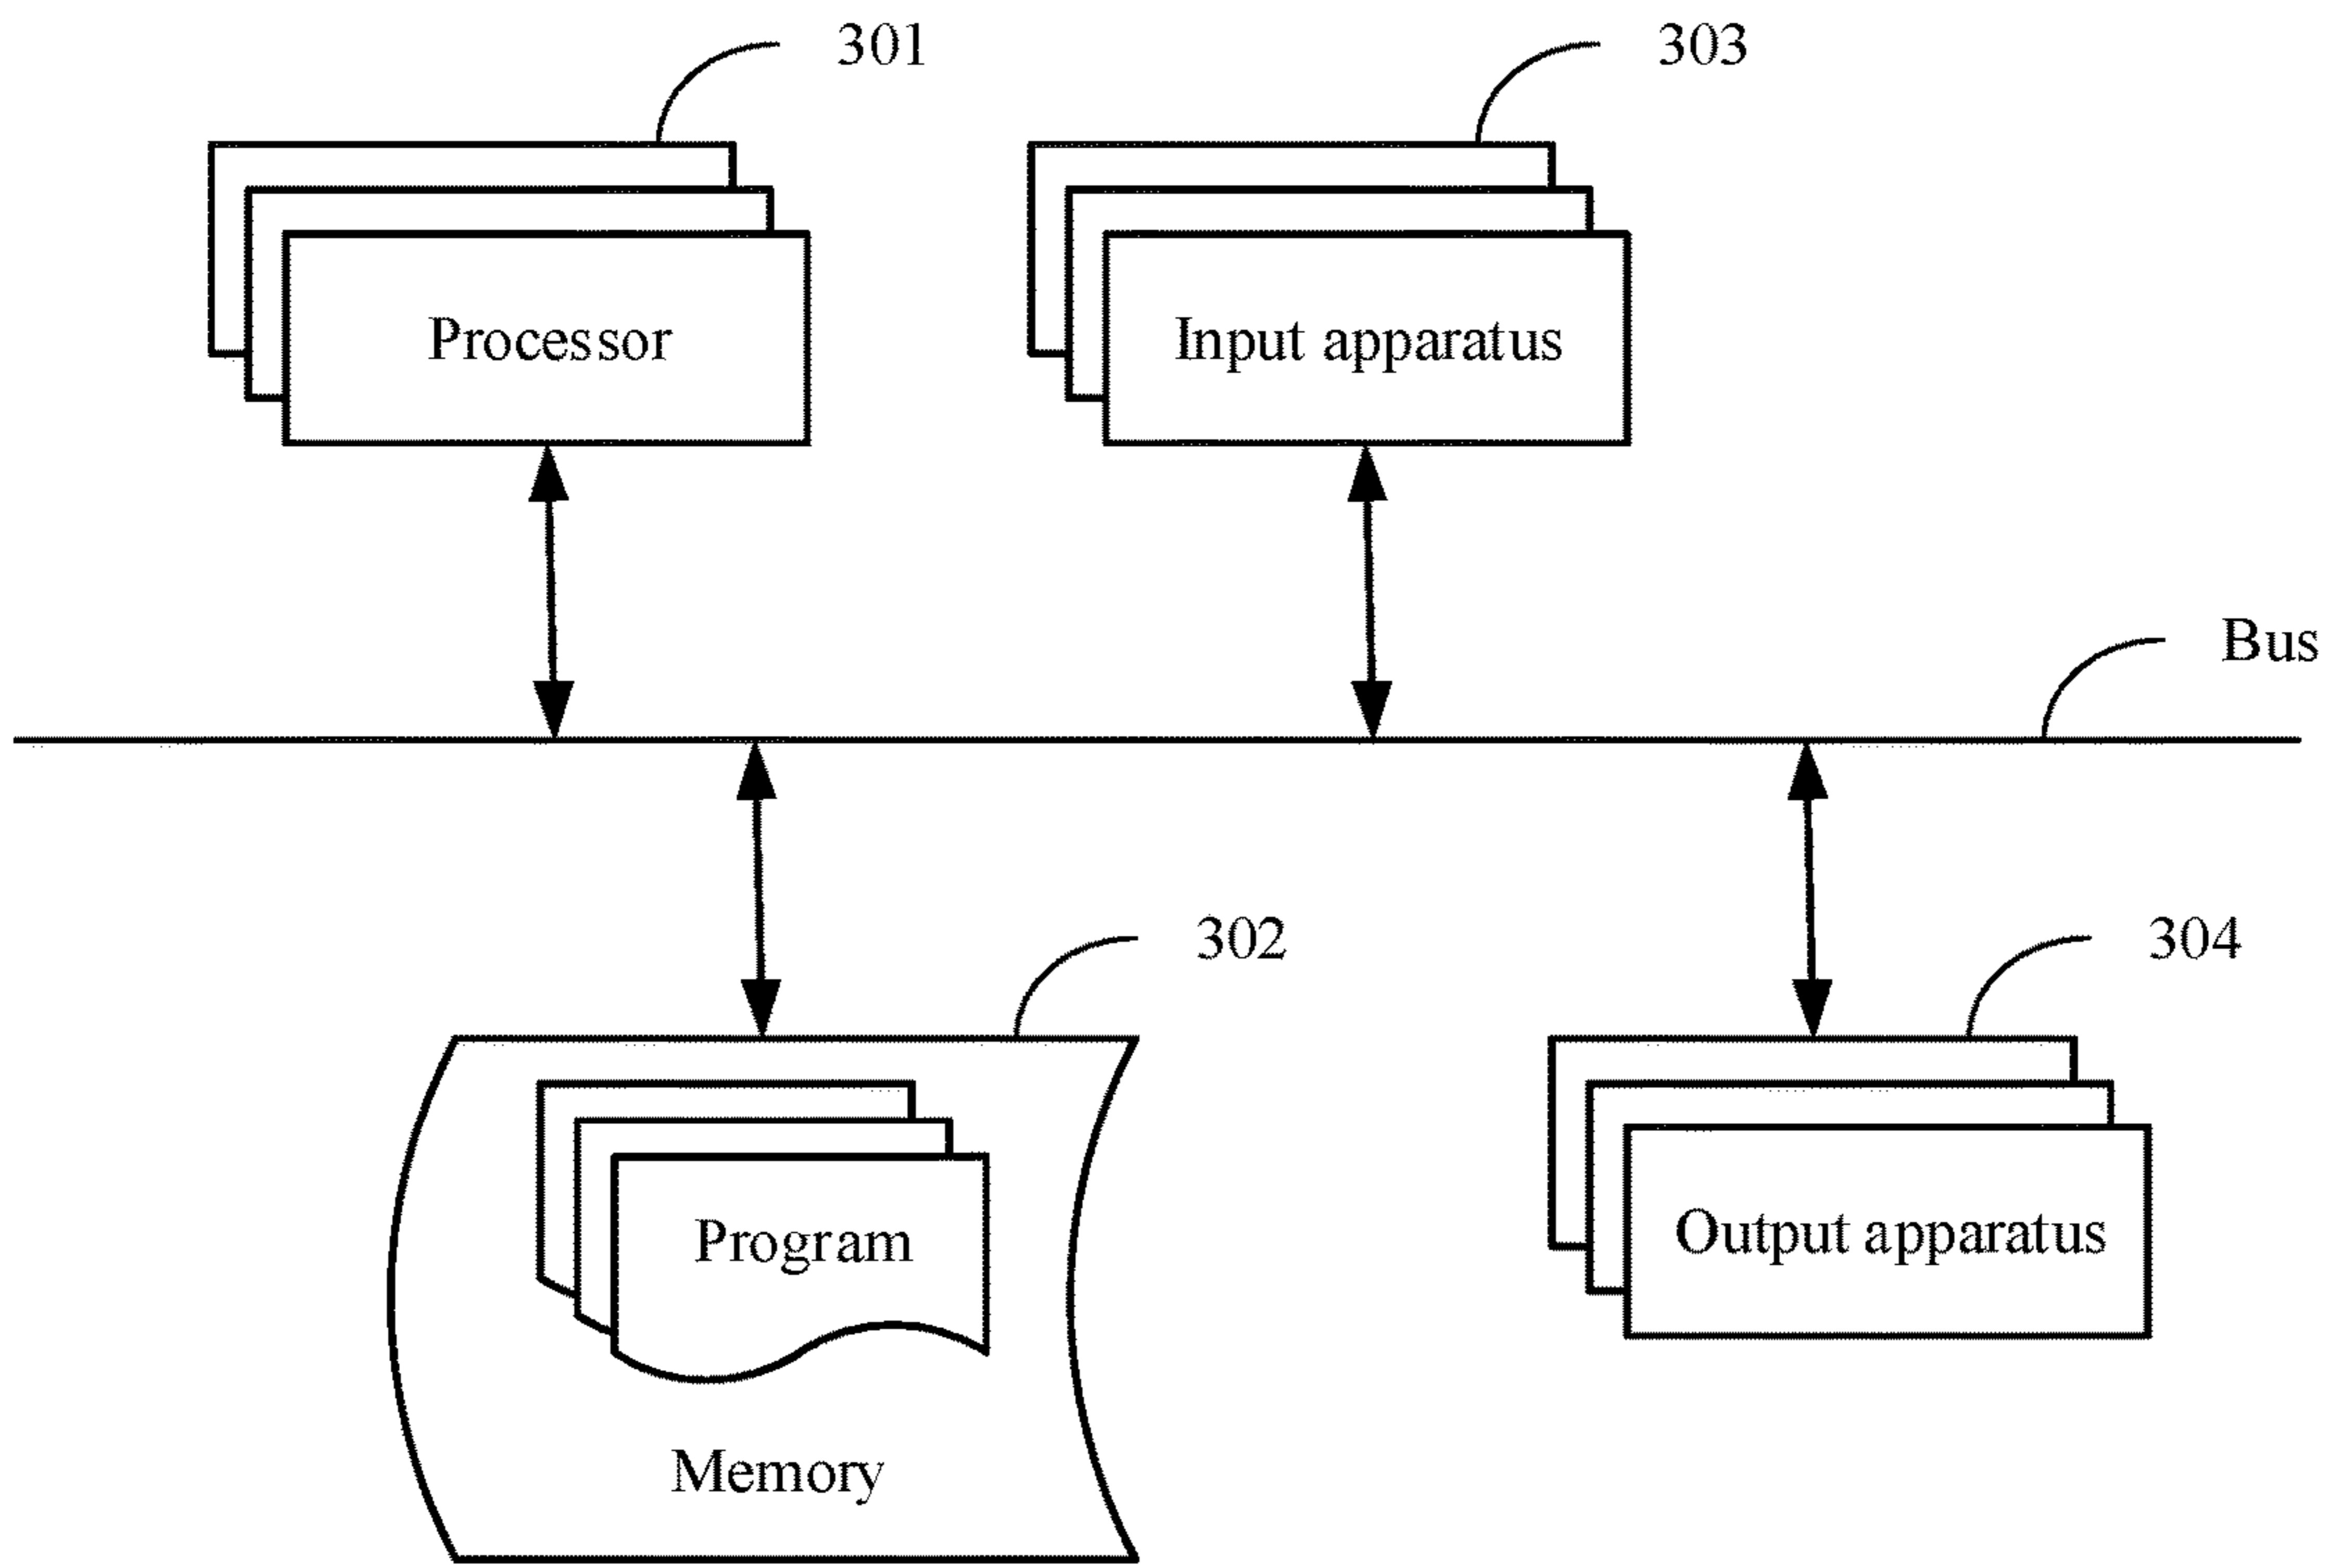 301
303
Processor
Input apparatus
Bus
302
304
Program
Output apparatus
Memory